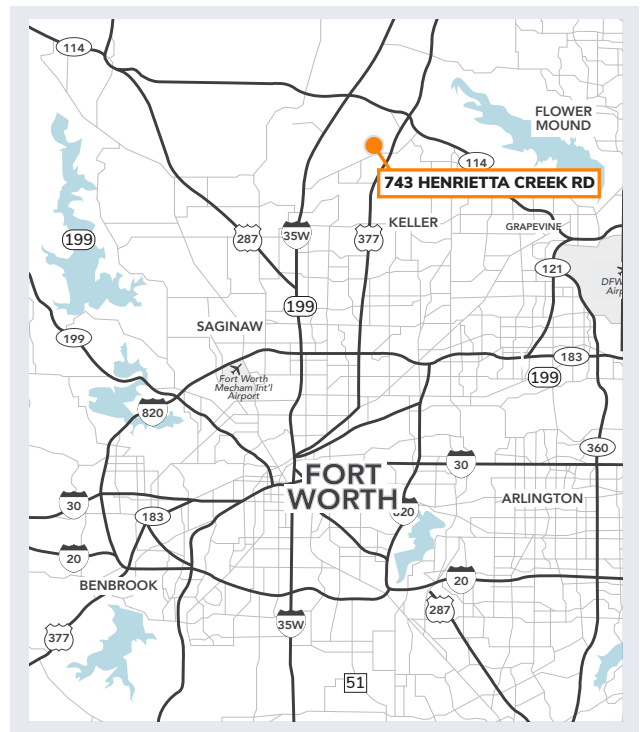 114
FLOWER
MOUND
114
743 HENRIETTA CREEK RD
KELLER
GRAPEVINE
199
287
35W
377
121
DFW
Airp
199
SAGINAW
199
183
Fort Worth
Mecham Int'l
Airport
199
820
360
30
FORT
WORTH
820
30
ARLINGTON
183
20
BENBROOK
20
287
35W
377
51